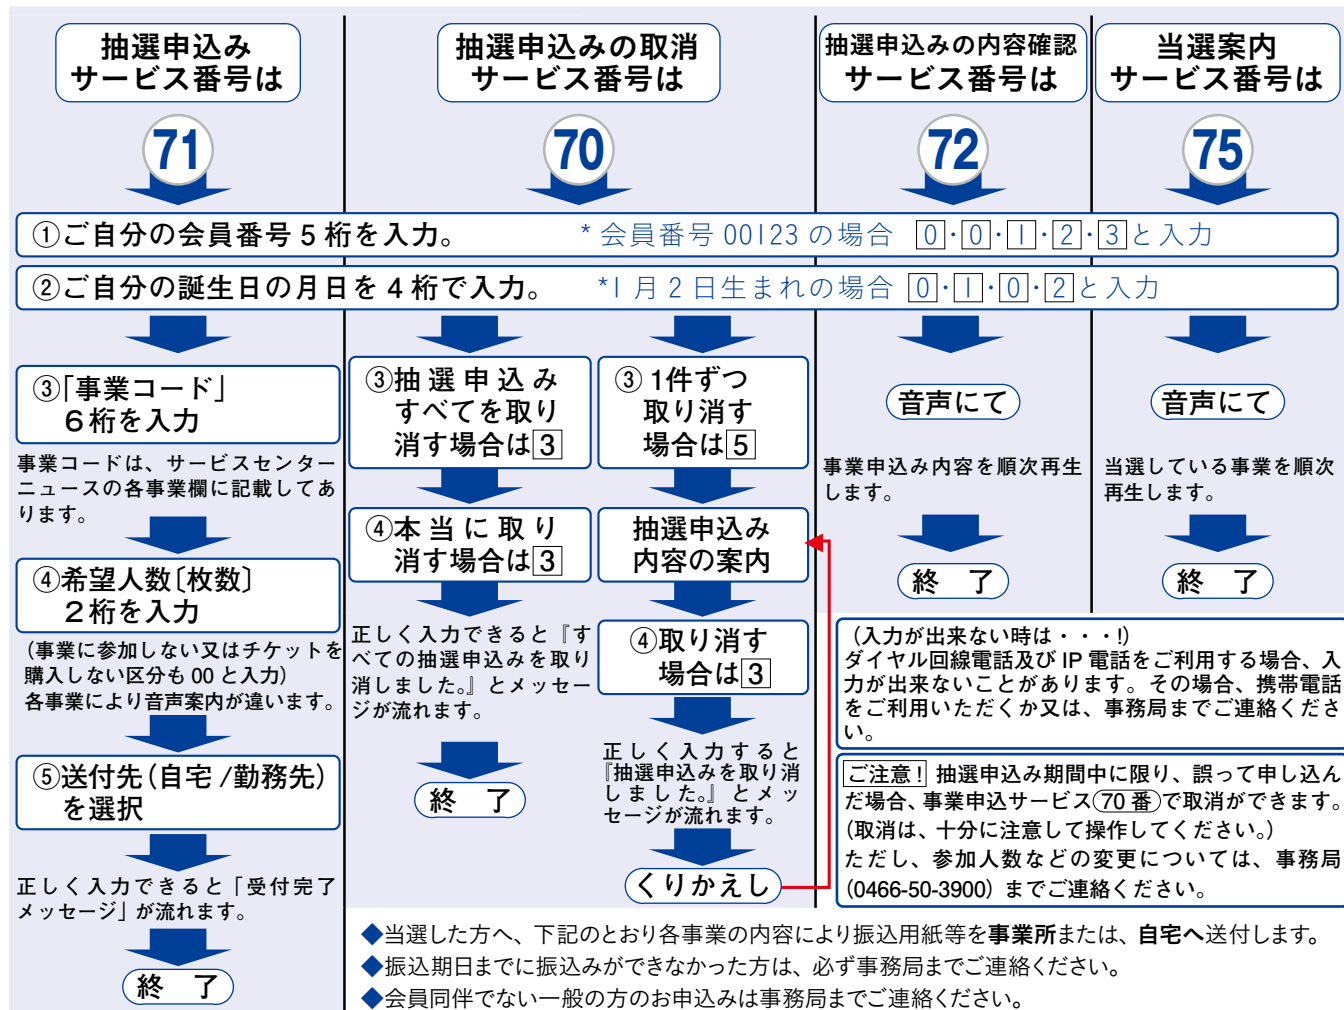 抽選申込み
サービス番号は
71
抽選申込みの取消
サービス番号は
70
抽選申込みの内容確認
サービス番号は
72
当選案内
サービス番号は
75
①ご自分の会員番号5桁を入力。 *会員番号00123の場合 0・0・1・2・3と入力
②ご自分の誕生日の月日を4桁で入力。 *1月2日生まれの場合 0・1・0・2と入力
③「事業コード」
6桁を入力
事業コードは、サービスセンター
ニュースの各事業欄に記載してあ
ります。
④希望人数〔枚数〕
2桁を入力
(事業に参加しない又はチケットを
購入しない区分も00と入力)
各事業により音声案内が違います。
⑤送付先(自宅/勤務先)
を選択
正しく入力できると「受付完了
メッセージ」が流れます。
終 了
③抽選申込み
すべてを取り
消す場合は3
④本当に取り
消す場合は3
正しく入力できると『す
べての抽選申込みを取り
消しました。』とメッセー
ジが流れます。
終 了
③1件ずつ
取り消す
場合は5
抽選申込み
内容の案内
④取り消す
場合は3
正しく入力すると
『抽選申込みを取り消
しました。』とメッ
セージが流れます。
くりかえし
音声にて
事業申込み内容を順次再生
します。
終 了
音声にて
当選している事業を順次
再生します。
終 了
(入力が出来ない時は・・・!)
ダイヤル回線電話及びIP電話をご利用する場合、入
力が出来ないことがあります。その場合、携帯電話
をご利用いただくか又は、事務局までご連絡くださ
い。
ご注意! 抽選申込み期間中に限り、誤って申し込ん
だ場合、事業申込サービス(70番)で取消ができます。
(取消は、十分に注意して操作してください。)
ただし、参加人数などの変更については、事務局
(0466-50-3900)までご連絡ください。
◆当選した方へ、下記のとおり各事業の内容により振込用紙等を事業所または、自宅へ送付します。
◆振込期日までに振込みができなかった方は、必ず事務局までご連絡ください。
◆会員同伴でない一般の方のお申込みは事務局までご連絡ください。